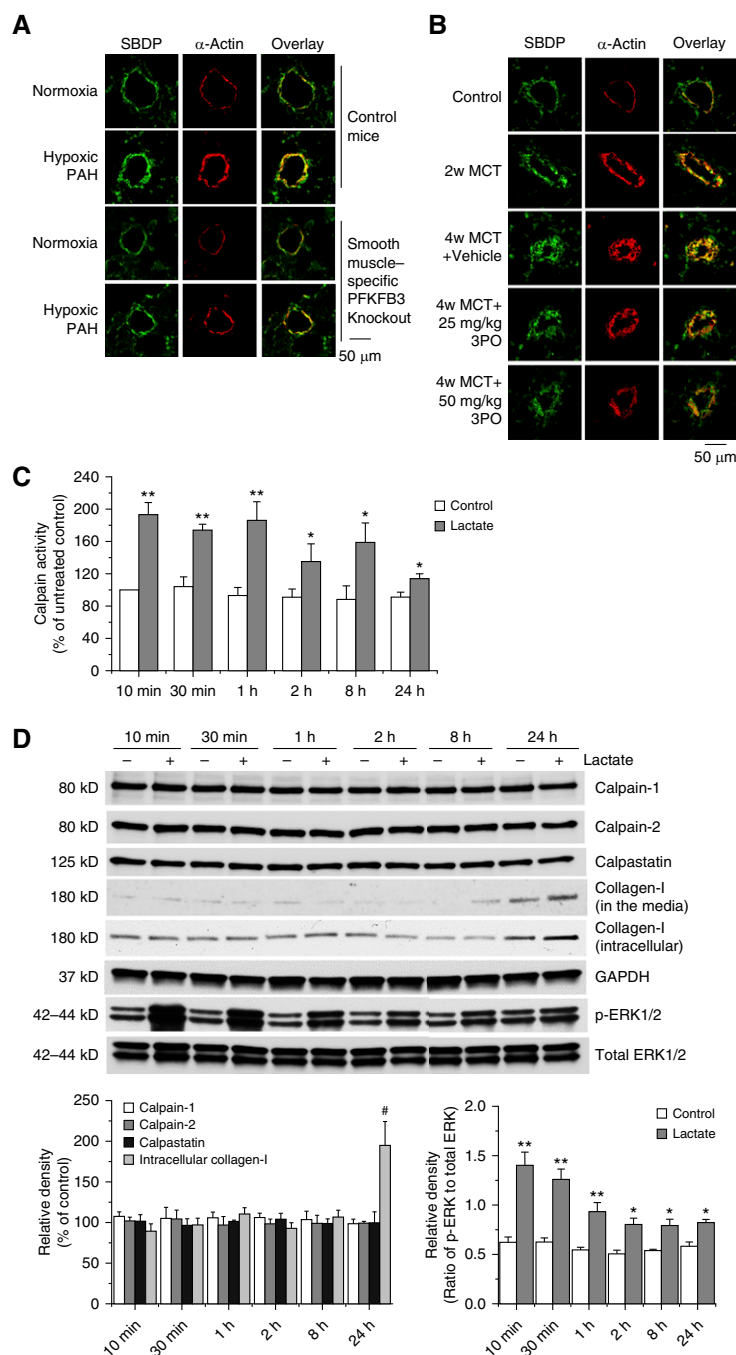 A
SBDP α-Actin Overlay
Normoxia
Hypoxic
PAH
Control
mice
Normoxia
Hypoxic
PAH
Smooth
muscle–
specific
PFKFB3
Knockout
50 μm
B
SBDP α-Actin Overlay
Control
2w MCT
4w MCT
+Vehicle
4w MCT+
25 mg/kg
3PO
4w MCT+
50 mg/kg
3PO
50 μm
C
Calpain activity
(% of untreated control)
240
200
160
120
80
40
0
** ** ** * * *
Control
Lactate
10 min 30 min 1 h 2 h 8 h 24 h
D
10 min 30 min 1 h 2 h 8 h 24 h
– + – + – + – + – + – + Lactate
80 kD Calpain-1
80 kD Calpain-2
125 kD Calpastatin
180 kD Collagen-I
(in the media)
180 kD Collagen-I
(intracellular)
37 kD GAPDH
42–44 kD p-ERK1/2
42–44 kD Total ERK1/2
Relative density
(% of control)
250
200
150
100
50
0
Calpain-1
Calpain-2
Calpastatin
Intracellular collagen-I
#
10 min 30 min 1 h 2 h 8 h 24 h
Relative density
(Ratio of p-ERK to total ERK)
2.0
1.5
1.0
0.5
0.0
Control
Lactate
** ** ** * * *
10 min 30 min 1 h 2 h 8 h 24 h